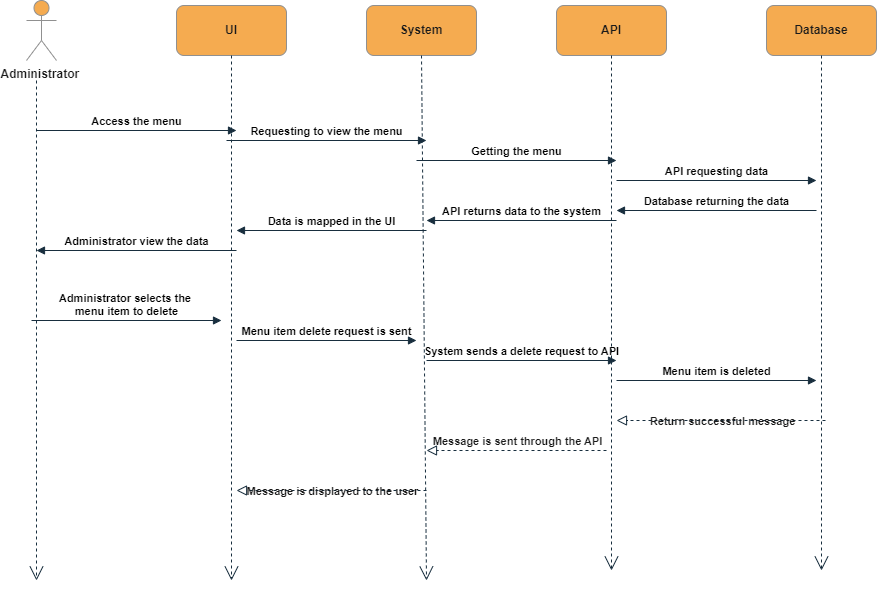 UI
System
API
Database
Administrator
Access the menu
Requesting to view the menu
Getting the menu
API requesting data
Database returning the data
API returns data to the system
Data is mapped in the UI
Administrator view the data
Administrator selects the
menu item to delete
Menu item delete request is sent
System sends a delete request to API
Menu item is deleted
Return successful message
Message is sent through the API
Message is displayed to the user